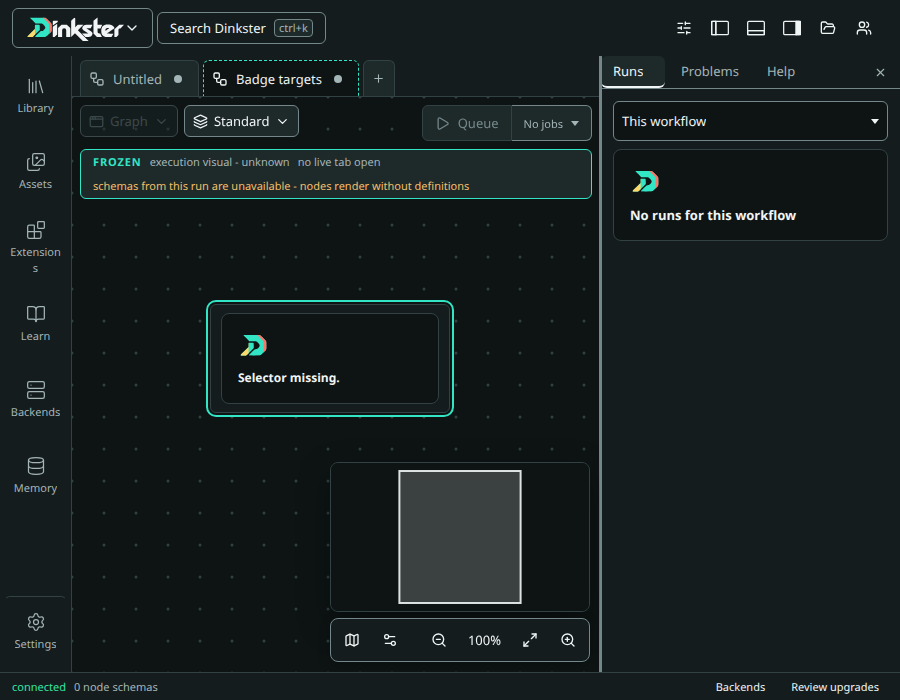 Dinkster
Search Dinkster ctrl+k
Library
Assets
Extension
s
Learn
Backends
Memory
Settings
Untitled
Badge targets
+
Graph
Standard
Queue
No jobs
FROZEN execution visual - unknown no live tab open
schemas from this run are unavailable - nodes render without definitions
Selector missing.
100%
Runs
Problems
Help
This workflow
No runs for this workflow
connected 0 node schemas
Backends
Review upgrades